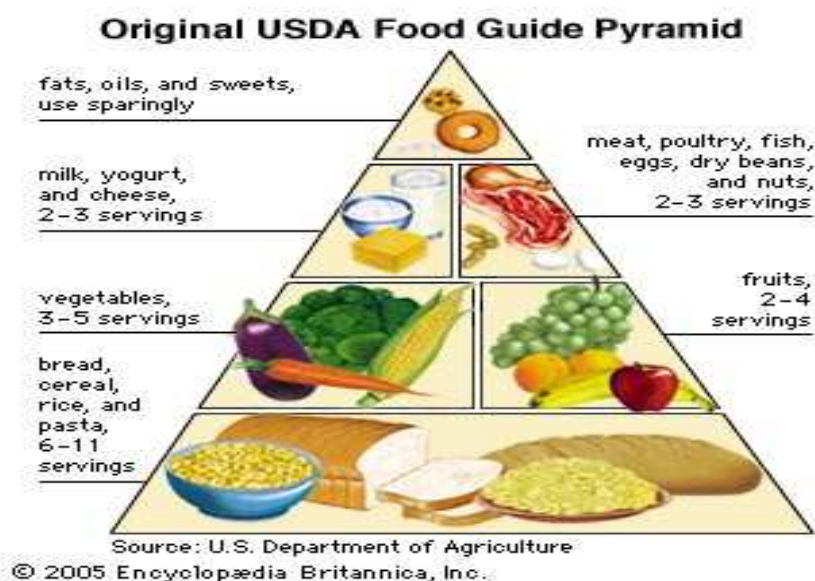 Original USDA Food Guide Pyramid
fats, oils, and sweets,
use sparingly
meat, poultry, fish,
eggs, dry beans,
and nuts,
2–3 servings
milk, yogurt,
and cheese,
2–3 servings
vegetables,
3–5 servings
fruits,
2–4
servings
bread,
cereal,
rice, and
pasta,
6–11
servings
Source: U.S. Department of Agriculture
© 2005 Encyclopædia Britannica, Inc.